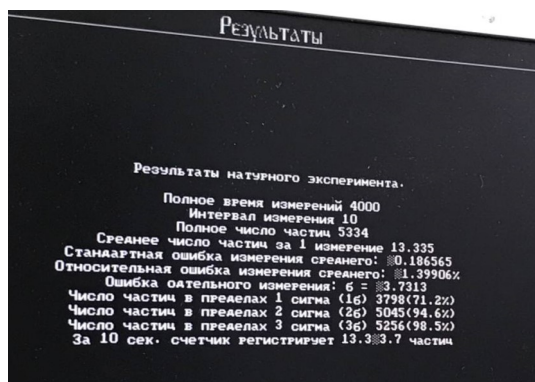 Результаты
Результаты натурного эксперимента.
Полное время измерений 4000
Интервал измерения 10
Полное число частиц 5334
Среднее число частиц за 1 измерение 13.335
Стандартная ошибка измерения среднего: ▒0.186565
Относительная ошибка измерения среднего: ▒1.39906%
Ошибка одтельного измерения: б = ▒3.7313
Число частиц в пределах 1 сигма (1б) 3798(71.2%)
Число частиц в пределах 2 сигма (2б) 5045(94.6%)
Число частиц в пределах 3 сигма (3б) 5256(98.5%)
За 10 сек. счетчик регистрирует 13.3▒3.7 частиц